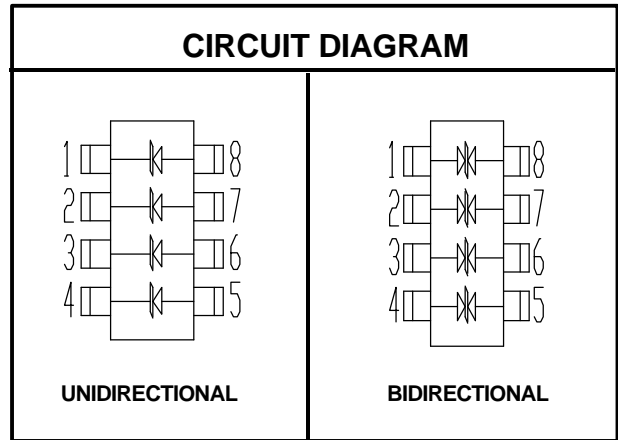 CIRCUIT DIAGRAM
1 8 1 8
2 7 2 7
3 6 3 6
4 5 4 5
UNIDIRECTIONAL BIDIRECTIONAL